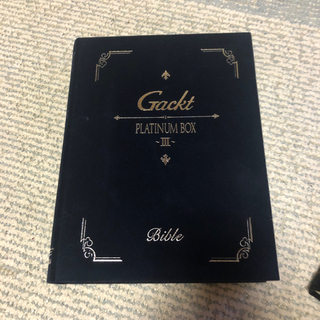 Gackt
PLATINUM BOX
~III~
Bible